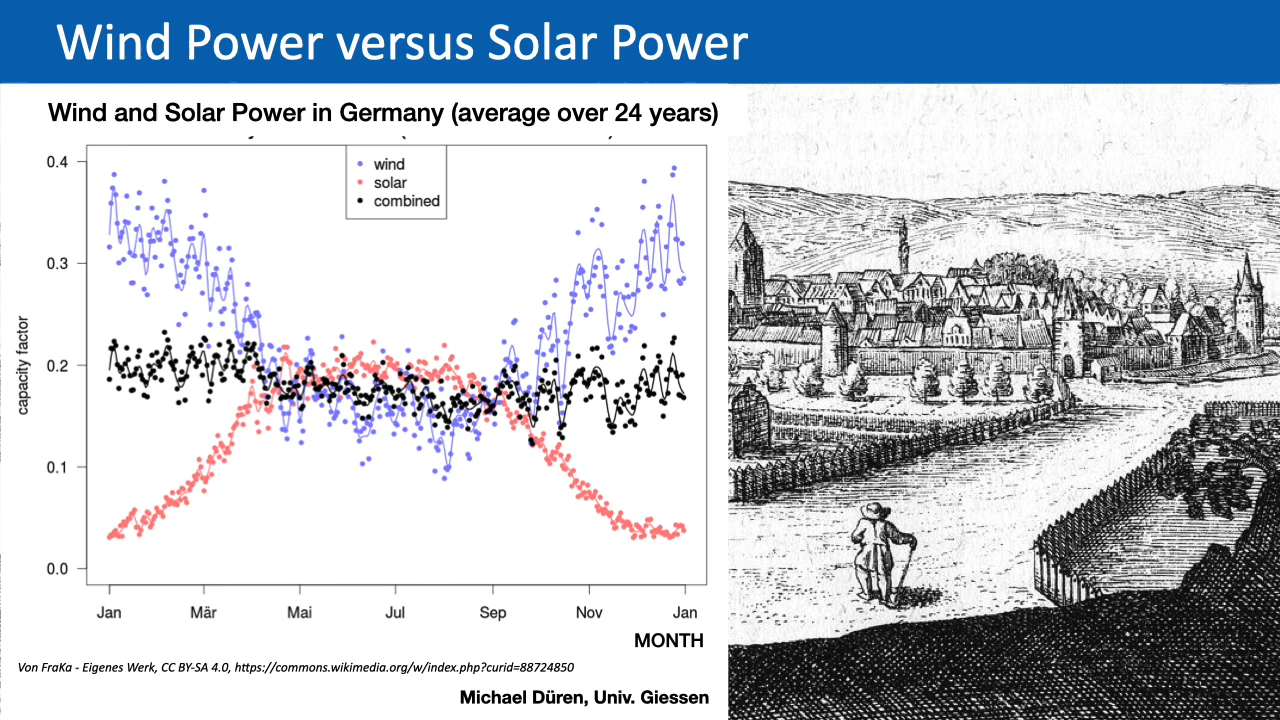 Wind Power versus Solar Power
Wind and Solar Power in Germany (average over 24 years)
wind
solar
combined
capacity factor
0.4
0.3
0.2
0.1
0.0
Jan Mär Mai Jul Sep Nov Jan
MONTH
Von FraKa - Eigenes Werk, CC BY-SA 4.0, https://commons.wikimedia.org/w/index.php?curid=88724850
Michael Düren, Univ. Giessen